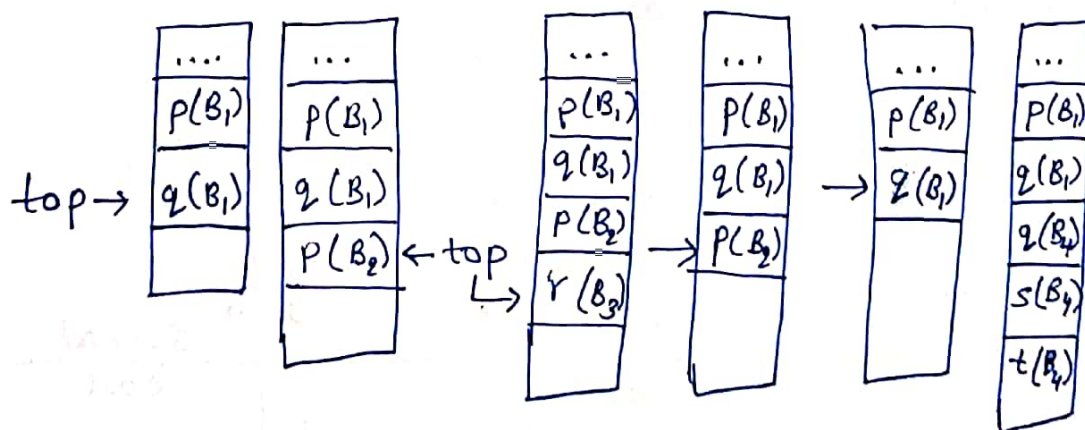 ... ... ... ... ... ...
p(B₁) p(B₁) p(B₁) p(B₁) p(B₁) p(B₁)
top→ q(B₁) q(B₁) q(B₁) q(B₁) → q(B₁) q(B₁)
p(B₂) ← top p(B₂) → p(B₂) q(B₄)
r(B₃) s(B₄)
t(B₄)